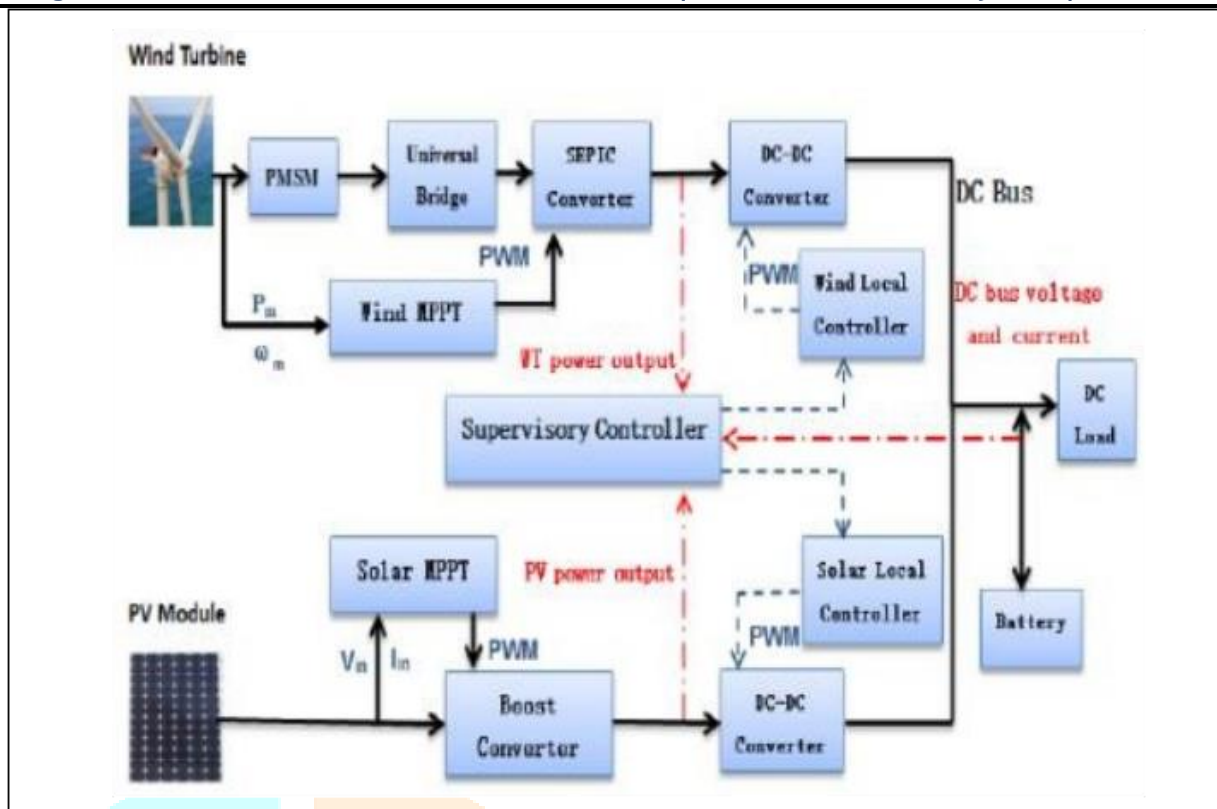 Wind Turbine
PMSM
Universal
Bridge
SEPIC
Converter
DC-DC
Converter
DC Bus
PWM
Wind MPPT
Pm
ωm
PWM
Wind Local
Controller
DC bus voltage
and current
WT power output
Supervisory Controller
DC
Load
Solar MPPT
PV power output
Solar Local
Controller
Battery
PV Module
Vin
Iin
PWM
PWM
Boost
Converter
DC-DC
Converter